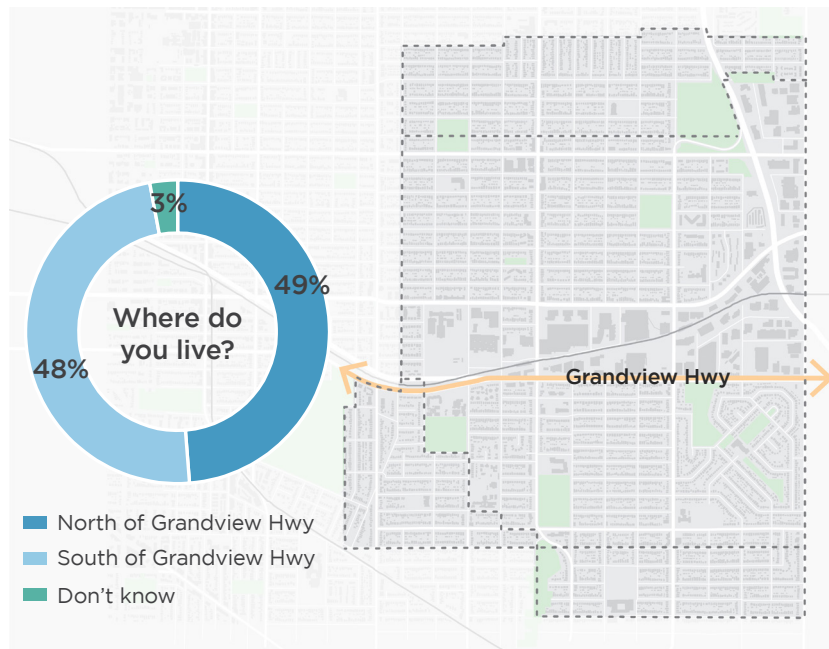 3%
49%
Where do
you live?
48%
Grandview Hwy
North of Grandview Hwy
South of Grandview Hwy
Don't know